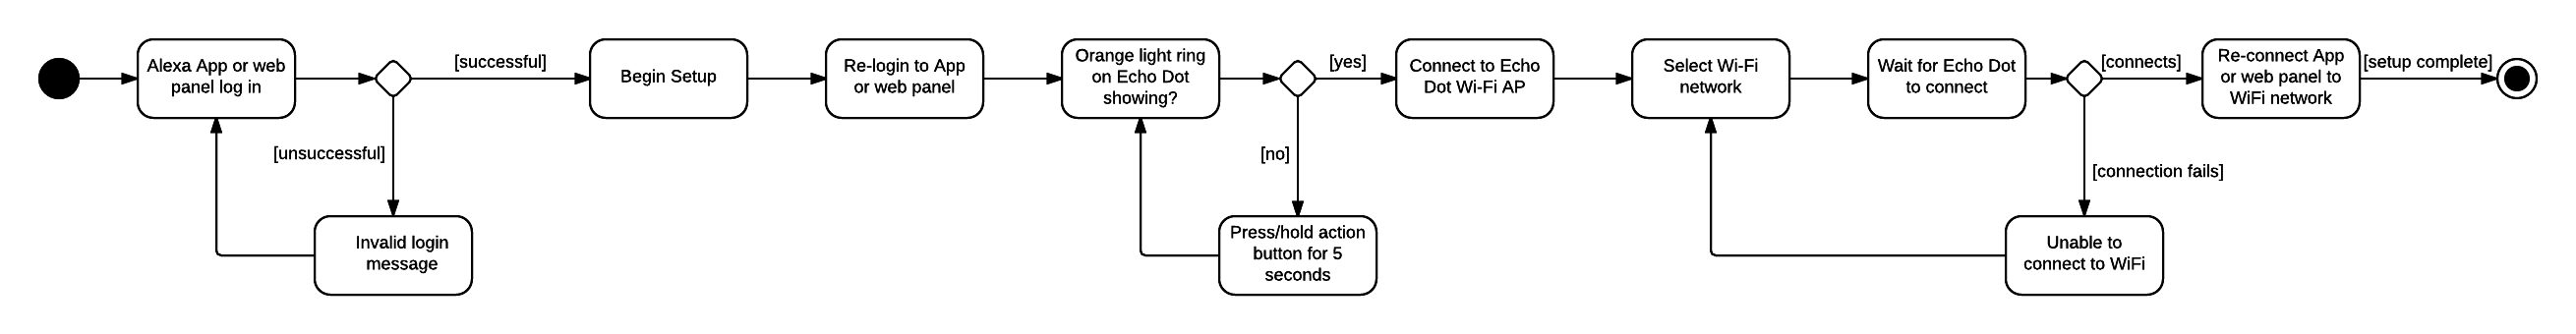 Alexa App or web
panel log in
[successful]
[unsuccessful]
Invalid login
message
Begin Setup
Re-login to App
or web panel
Orange light ring
on Echo Dot
showing?
[yes]
[no]
Press/hold action
button for 5
seconds
Connect to Echo
Dot Wi-Fi AP
Select Wi-Fi
network
Wait for Echo Dot
to connect
[connects]
[connection fails]
Unable to
connect to WiFi
Re-connect App
or web panel to
WiFi network
[setup complete]